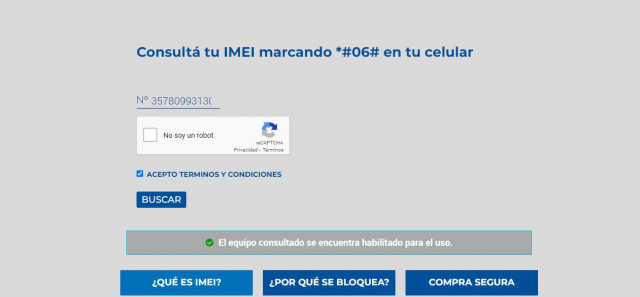 Consultá tu IMEI marcando *#06# en tu celular
Nº 3578099313
No soy un robot
reCAPTCHA
Privacidad - Términos
ACEPTO TERMINOS Y CONDICIONES
BUSCAR
El equipo consultado se encuentra habilitado para el uso.
¿QUÉ ES IMEI? ¿POR QUÉ SE BLOQUEA? COMPRA SEGURA